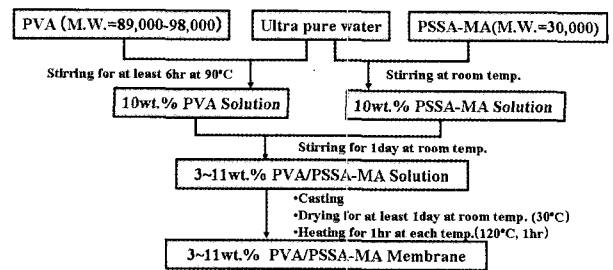 PVA (M.W.=89,000-98,000) Ultra pure water PSSA-MA(M.W.=30,000)
Stirring for at least 6hr at 90°C Stirring at room temp.
10wt.% PVA Solution 10wt.% PSSA-MA Solution
Stirring for 1day at room temp.
3~11wt.% PVA/PSSA-MA Solution
•Casting
•Drying for at least 1day at room temp. (30°C)
•Heating for 1hr at each temp.(120°C, 1hr)
3~11wt.% PVA/PSSA-MA Membrane